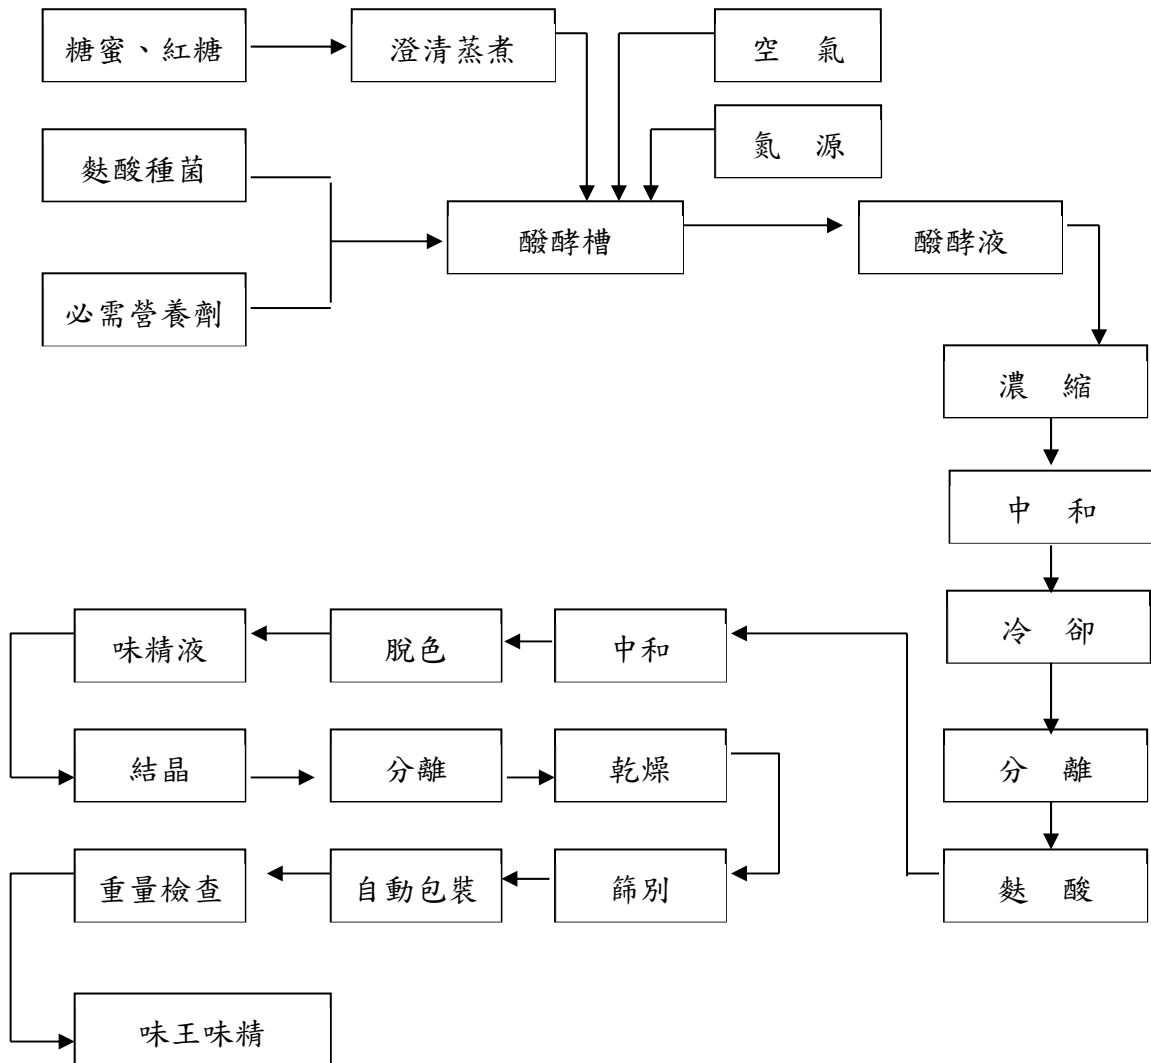 糖蜜、紅糖
澄清蒸煮
空 氣
氮 源
麩酸種菌
必需營養劑
醱酵槽
醱酵液
濃 縮
中 和
冷 卻
分 離
麩 酸
中和
脫色
味精液
結晶
分離
乾燥
篩別
自動包裝
重量檢查
味王味精